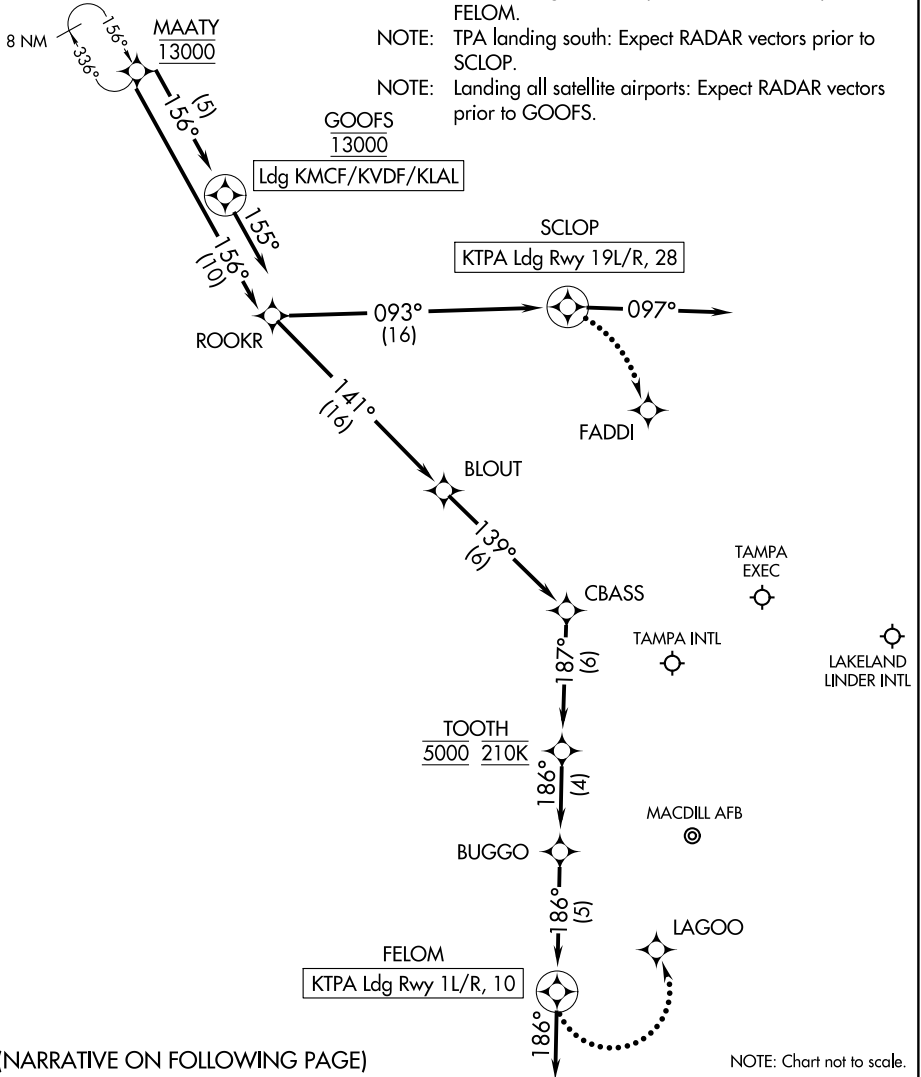 FELOM.
NOTE: TPA landing south: Expect RADAR vectors prior to
SCLOP.
NOTE: Landing all satellite airports: Expect RADAR vectors
prior to GOOFS.
8 NM
156°
336°
MAATY
13000
156°
(5)
GOOFS
13000
Ldg KMCF/KVDF/KLAL
155°
156°
(10)
SCLOP
KTPA Ldg Rwy 19L/R, 28
ROOKR
093°
(16)
097°
141°
(16)
FADDI
BLOUT
139°
(6)
TAMPA
EXEC
CBASS
TAMPA INTL
LAKELAND
LINDER INTL
187°
(6)
TOOTH
5000 210K
186°
(4)
MACDILL AFB
BUGGO
186°
(5)
LAGOO
FELOM
KTPA Ldg Rwy 1L/R, 10
186°
(NARRATIVE ON FOLLOWING PAGE)
NOTE: Chart not to scale.